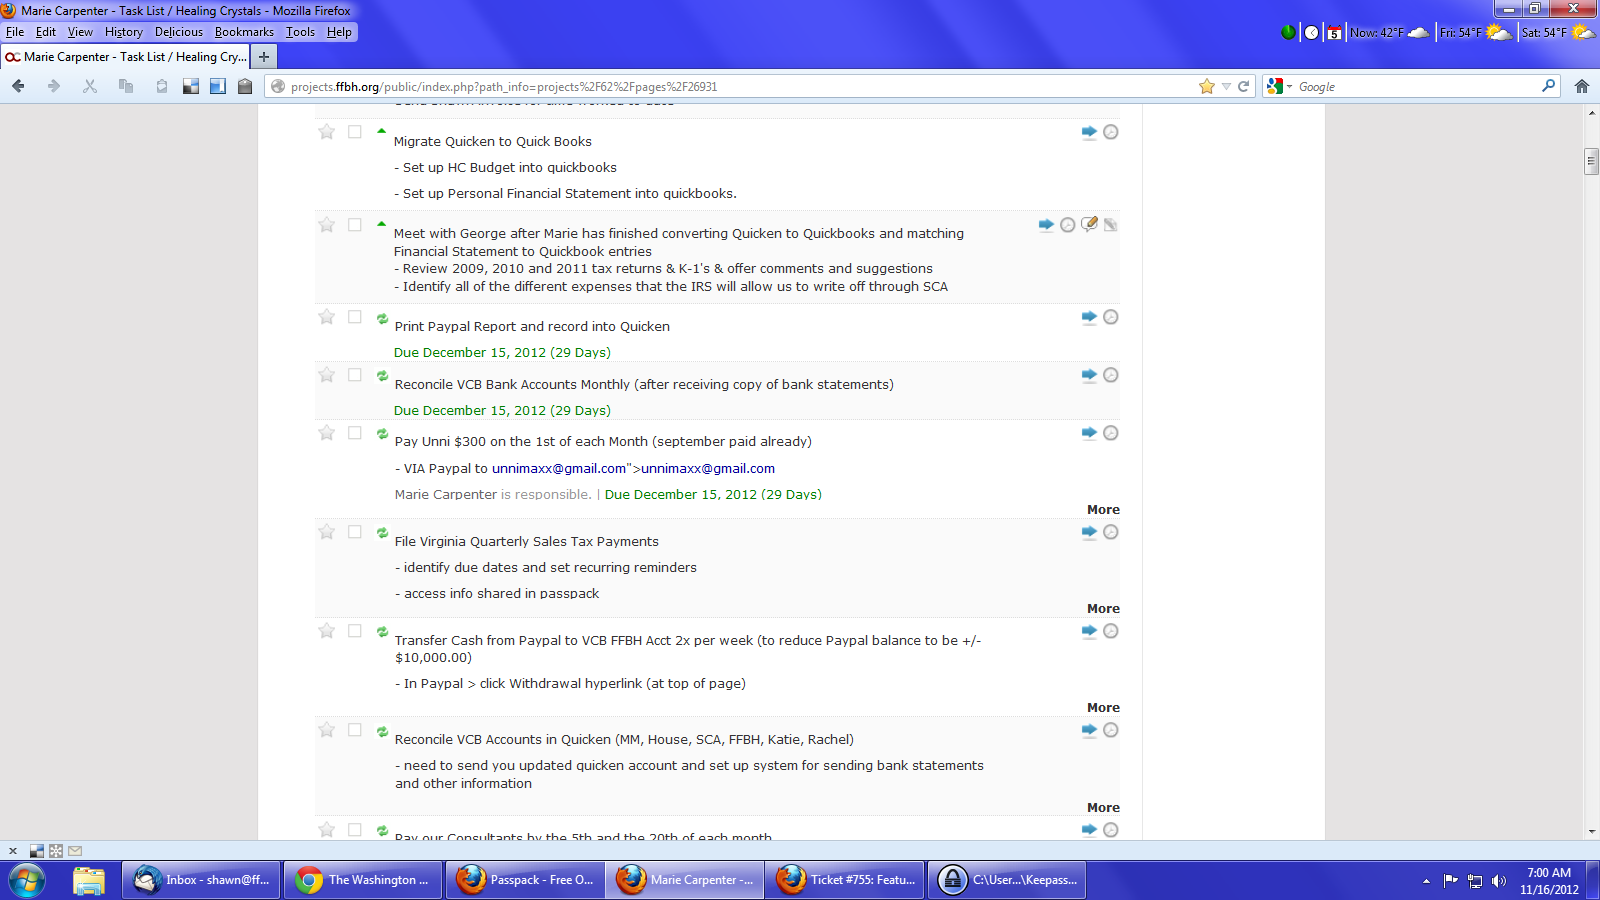 Marie Carpenter - Task List / Healing Crystals - Mozilla Firefox
File Edit View History Delicious Bookmarks Tools Help
5 Now: 42°F Fri: 54°F Sat: 54°F
Marie Carpenter - Task List / Healing Cry...
projects.ffbh.org/public/index.php?path_info=projects%2F62%2Fpages%2F26931
Google
Send Shawn invoice for time worked to date
Migrate Quicken to Quick Books
- Set up HC Budget into quickbooks
- Set up Personal Financial Statement into quickbooks.
Meet with George after Marie has finished converting Quicken to Quickbooks and matching
Financial Statement to Quickbook entries
- Review 2009, 2010 and 2011 tax returns & K-1's & offer comments and suggestions
- Identify all of the different expenses that the IRS will allow us to write off through SCA
Print Paypal Report and record into Quicken
Due December 15, 2012 (29 Days)
Reconcile VCB Bank Accounts Monthly (after receiving copy of bank statements)
Due December 15, 2012 (29 Days)
Pay Unni $300 on the 1st of each Month (september paid already)
- VIA Paypal to unnimaxx@gmail.com">unnimaxx@gmail.com
Marie Carpenter is responsible. | Due December 15, 2012 (29 Days)
More
File Virginia Quarterly Sales Tax Payments
- identify due dates and set recurring reminders
- access info shared in passpack
More
Transfer Cash from Paypal to VCB FFBH Acct 2x per week (to reduce Paypal balance to be +/-
$10,000.00)
- In Paypal > click Withdrawal hyperlink (at top of page)
More
Reconcile VCB Accounts in Quicken (MM, House, SCA, FFBH, Katie, Rachel)
- need to send you updated quicken account and set up system for sending bank statements
and other information
More
Pay our Consultants by the 5th and the 20th of each month
Inbox - shawn@ff...
The Washington ...
Passpack - Free O...
Marie Carpenter -...
Ticket #755: Featu...
C:\User...\Keepass...
7:00 AM
11/16/2012